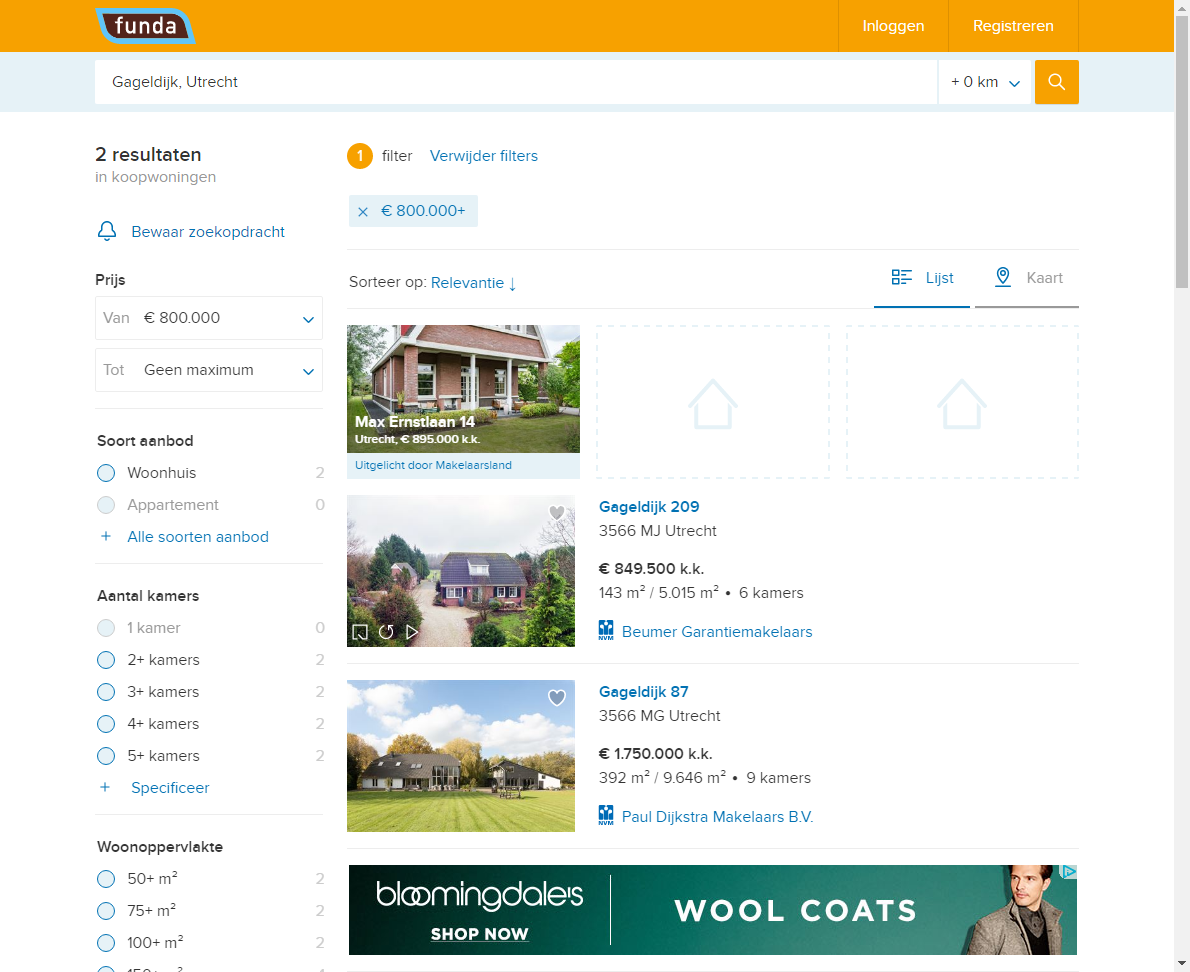 funda
Inloggen
Registreren
Gageldijk, Utrecht
+ 0 km
2 resultaten
in koopwoningen
1 filter Verwijder filters
€ 800.000+
Bewaar zoekopdracht
Sorteer op: Relevantie ↓
Lijst
Kaart
Prijs
Van € 800.000
Tot Geen maximum
Soort aanbod
Woonhuis 2
Appartement 0
+ Alle soorten aanbod
Aantal kamers
1 kamer 0
2+ kamers 2
3+ kamers 2
4+ kamers 2
5+ kamers 2
+ Specificeer
Woonoppervlakte
50+ m² 2
75+ m² 2
100+ m² 2
Max Ernstlaan 14
Utrecht, € 895.000 k.k.
Uitgelicht door Makelaarsland
Gageldijk 209
3566 MJ Utrecht
€ 849.500 k.k.
143 m² / 5.015 m² • 6 kamers
NVM Beumer Garantiemakelaars
Gageldijk 87
3566 MG Utrecht
€ 1.750.000 k.k.
392 m² / 9.646 m² • 9 kamers
NVM Paul Dijkstra Makelaars B.V.
bloomingdale's
SHOP NOW
WOOL COATS